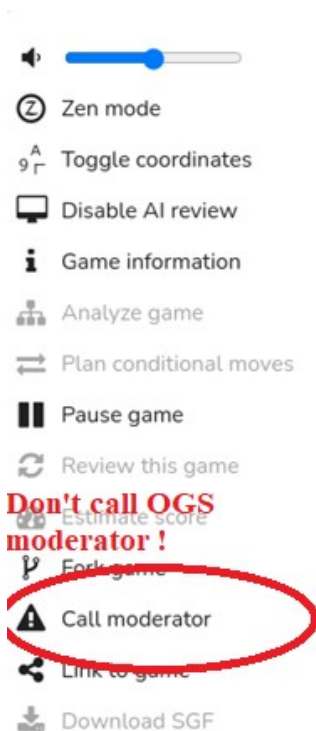 Z Zen mode
A
9 Toggle coordinates
Disable AI review
i Game information
Analyze game
Plan conditional moves
Pause game
Review this game
Don't call OGS
Estimate score
moderator !
Fork game
Call moderator
Link to game
Download SGF